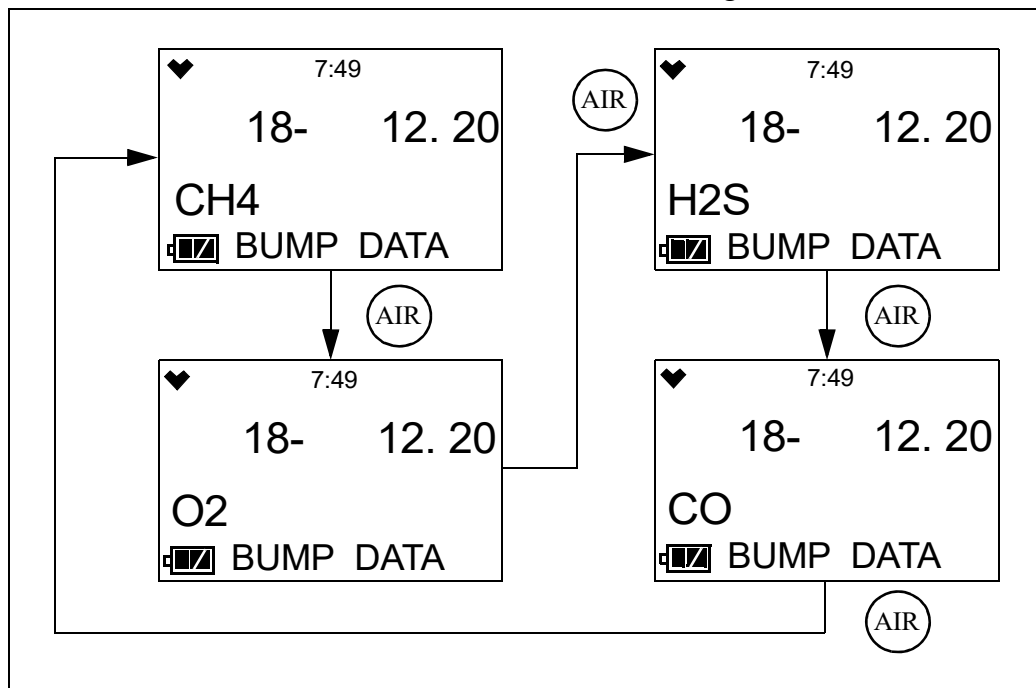 7:49
18- 12. 20
CH4
BUMP DATA
AIR
7:49
18- 12. 20
O2
BUMP DATA
AIR
7:49
18- 12. 20
H2S
BUMP DATA
AIR
7:49
18- 12. 20
CO
BUMP DATA
AIR